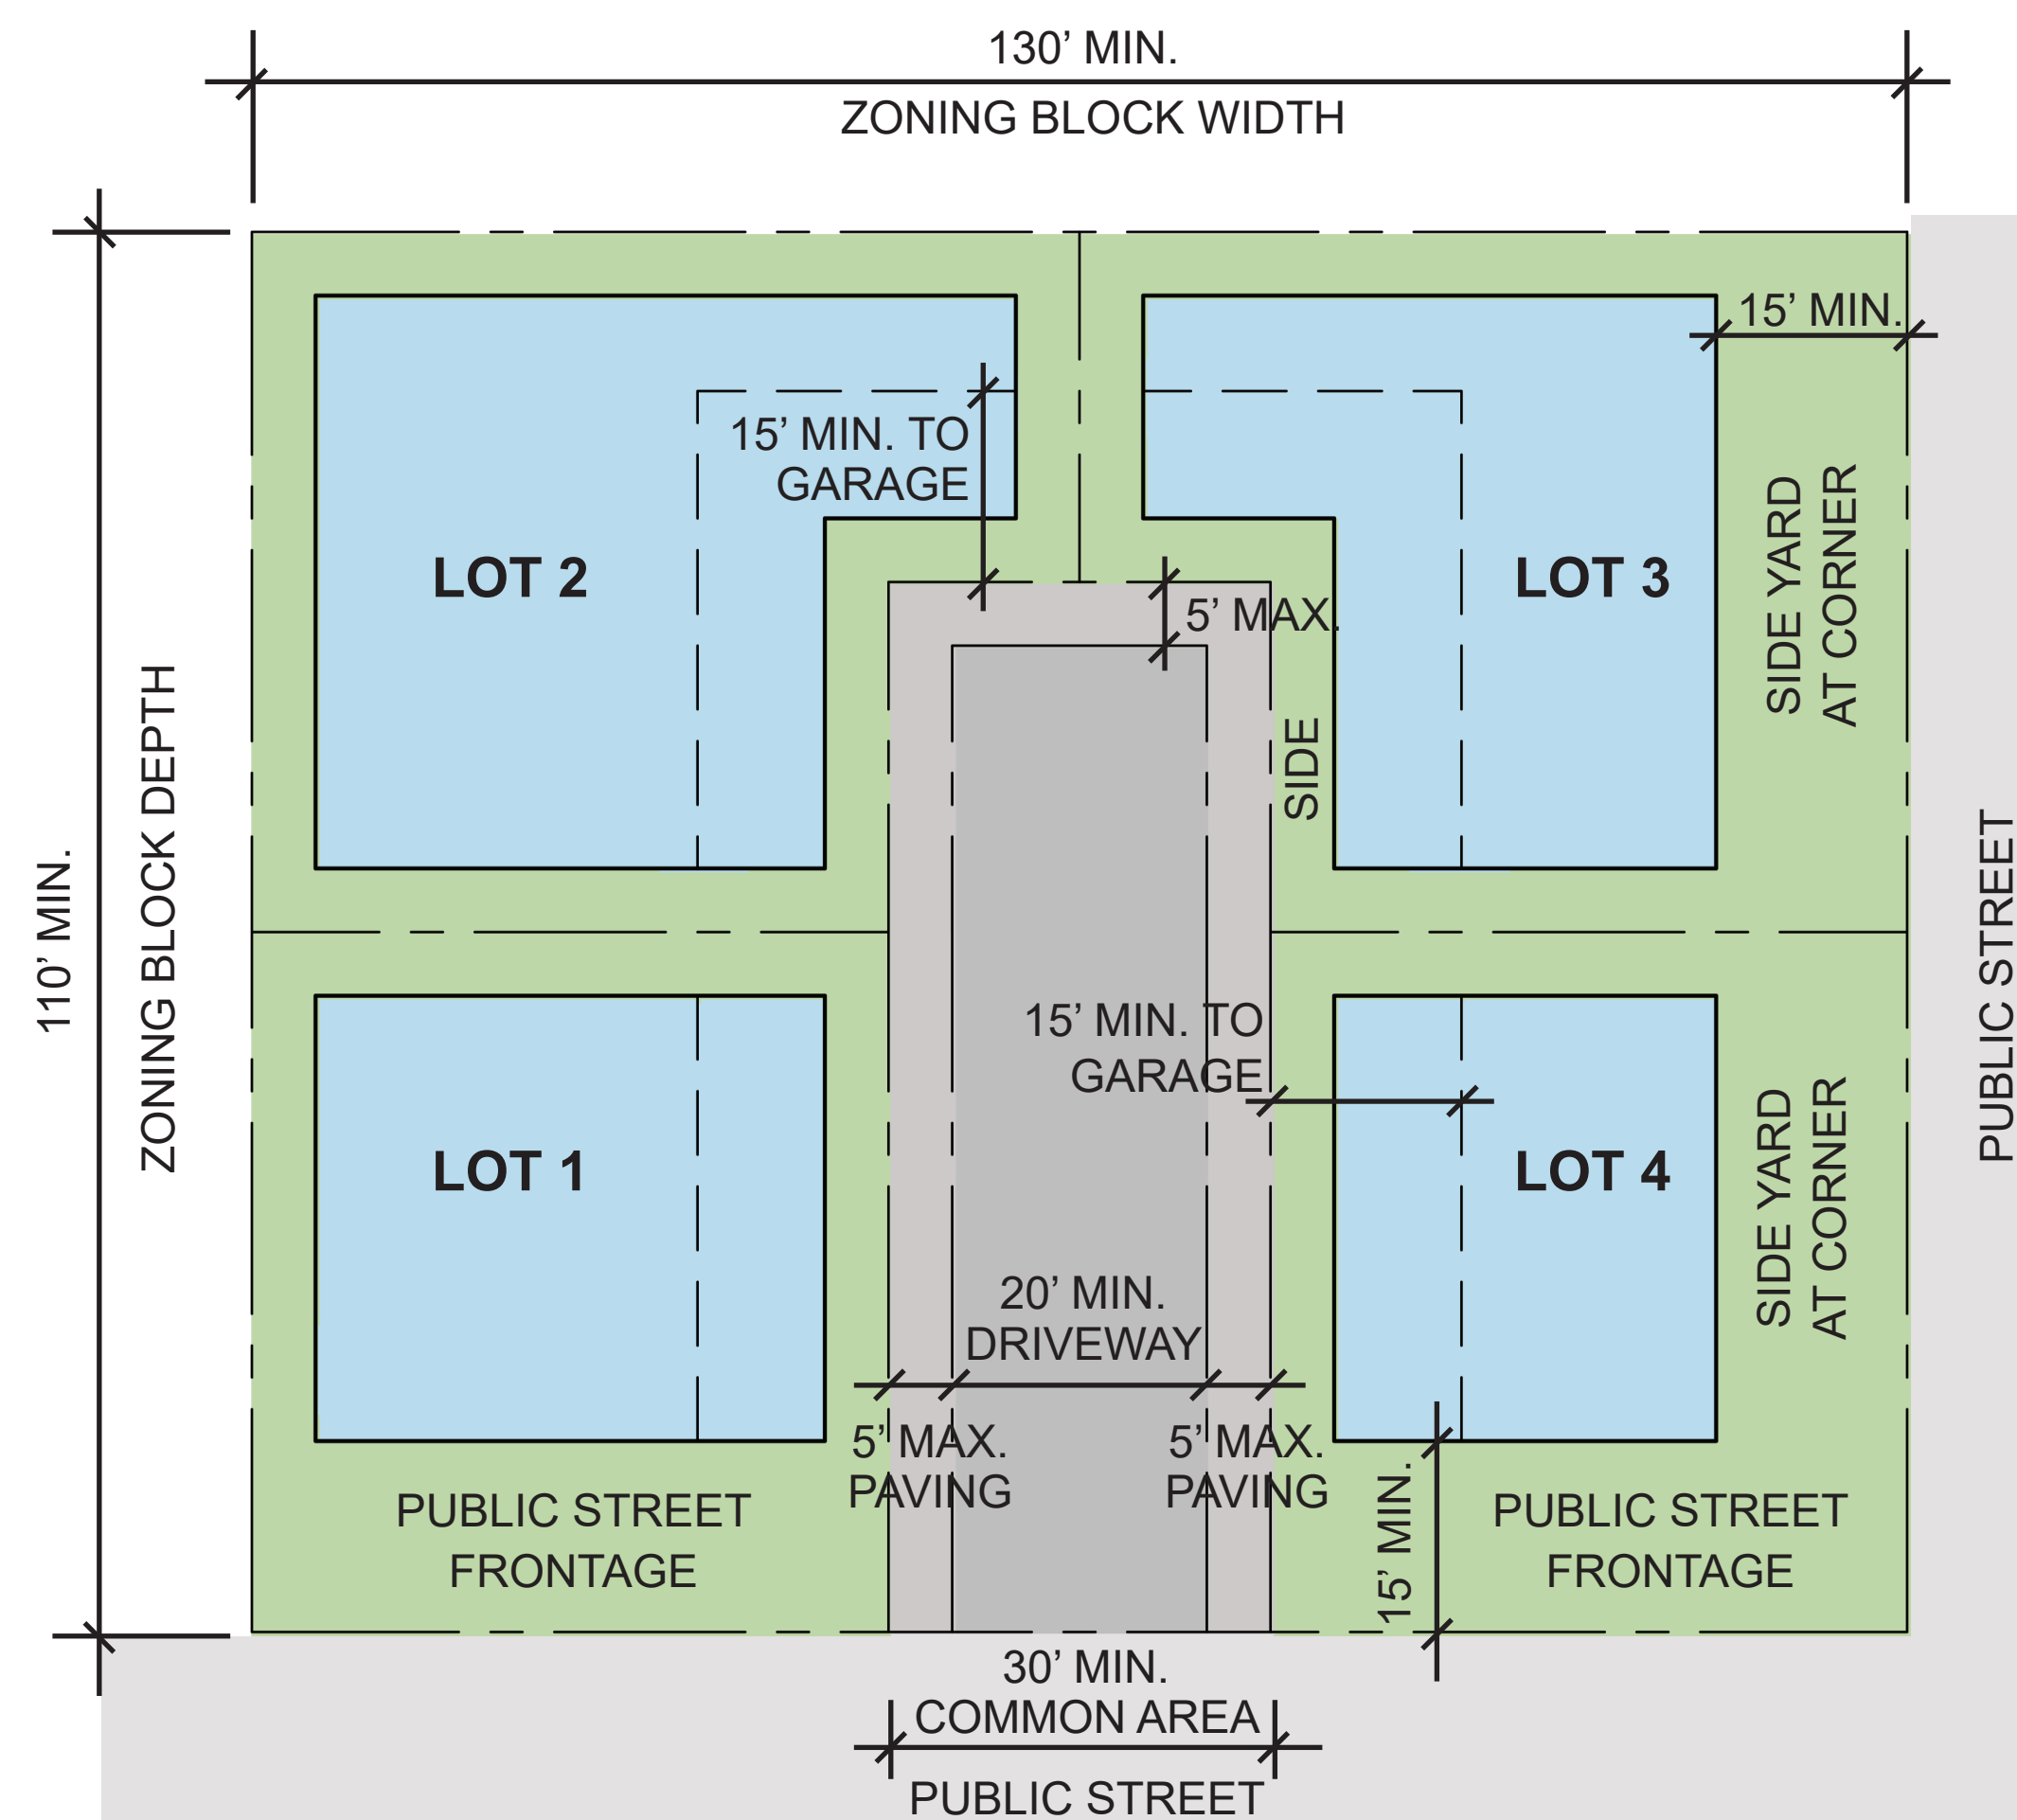 130’ MIN.
ZONING BLOCK WIDTH
15’ MIN.
15’ MIN. TO
GARAGE
LOT 2
LOT 3
5’ MAX.
SIDE
SIDE YARD
AT CORNER
110’ MIN.
ZONING BLOCK DEPTH
PUBLIC STREET
15’ MIN. TO
GARAGE
LOT 1
LOT 4
SIDE YARD
AT CORNER
20’ MIN.
DRIVEWAY
5’ MAX.
PAVING
5’ MAX.
PAVING
PUBLIC STREET
FRONTAGE
15’ MIN.
PUBLIC STREET
FRONTAGE
30’ MIN.
COMMON AREA
PUBLIC STREET